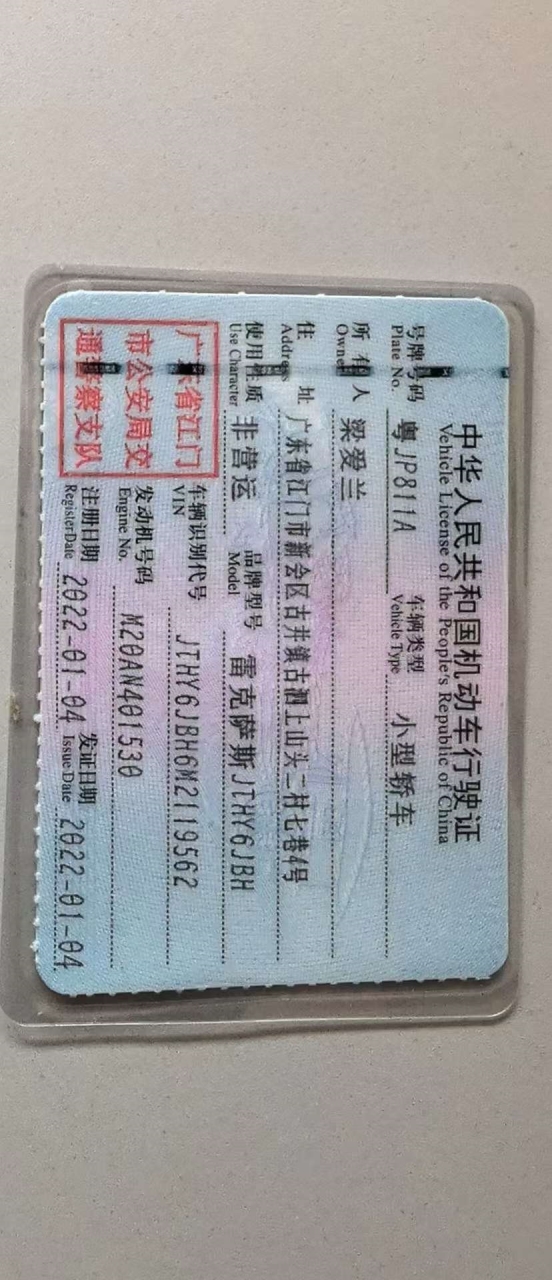 中华人民共和国机动车行驶证
Vehicle License of the People's Republic of China
号牌号码 粤JP811A 车辆类型 小型轿车
Plate No. Vehicle Type
所有人 梁爱兰
Owner
住址 广东省江门市新会区古井镇古泗上山头二村七巷4号
Address
使用性质 非营运 品牌型号 雷克萨斯JTHY6JBH
Use Character Model
广东省江门
市公安局交
通警察支队
车辆识别代号 JTHY6JBH6M2119562
VIN
发动机号码 M20AN401530
Engine No.
注册日期 2022-01-04 发证日期 2022-01-04
Register Date Issue Date